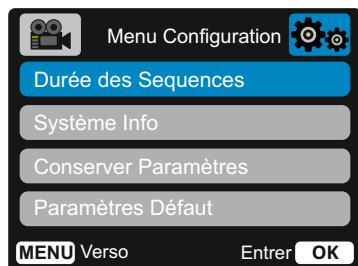 Menu Configuration
Durée des Sequences
Système Info
Conserver Paramètres
Paramètres Défaut
MENU Verso Entrer OK